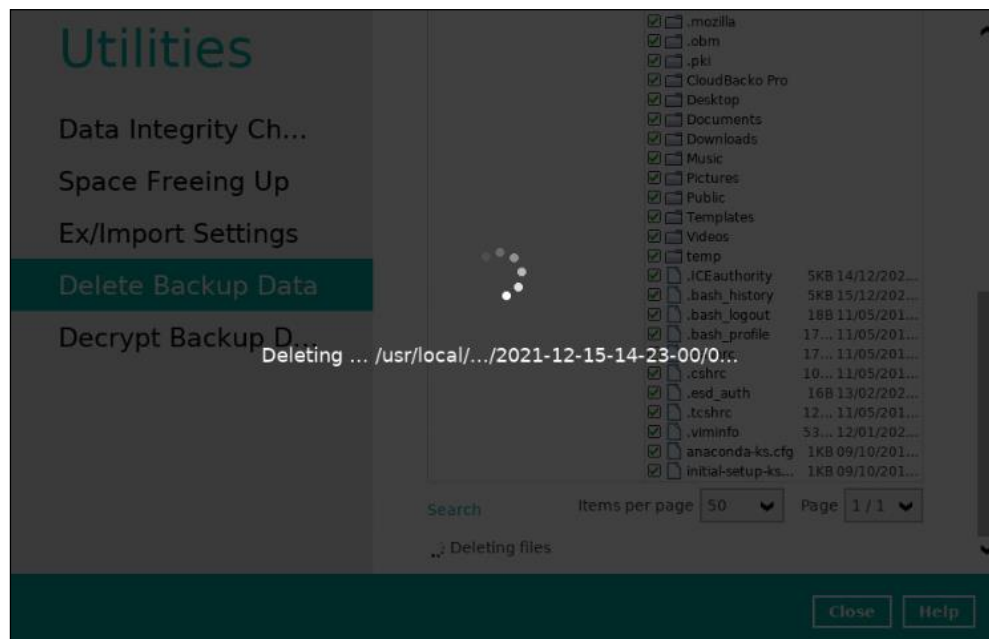 Utilities
Data Integrity Ch...
Space Freeing Up
Ex/Import Settings
Delete Backup Data
Decrypt Backup D...
.mozilla
.obm
.pki
CloudBacko Pro
Desktop
Documents
Downloads
Music
Pictures
Public
Templates
Videos
temp
.ICEauthority 5KB 14/12/202...
.bash_history 5KB 15/12/202...
.bash_logout 18B 11/05/201...
.bash_profile 17... 11/05/201...
17... 11/05/201...
Deleting ... /usr/local/.../2021-12-15-14-23-00/0...
.cshrc 10... 11/05/201...
.esd_auth 16B 13/02/202...
.tcshrc 12... 11/05/201...
.viminfo 53... 12/01/202...
anaconda-ks.cfg 1KB 09/10/201...
initial-setup-ks... 1KB 09/10/201...
Search Items per page 50 Page 1 / 1
Deleting files
Close Help